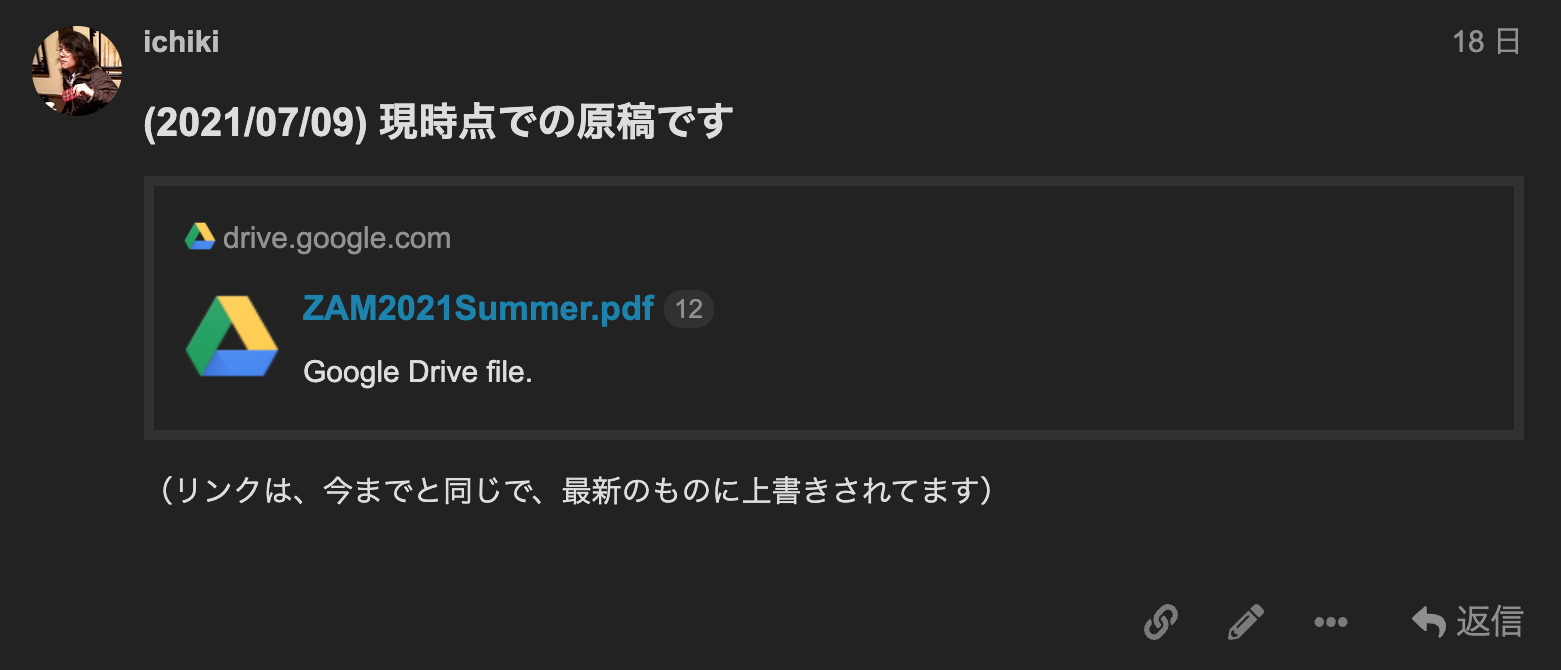 ichiki
18 日
(2021/07/09) 現時点での原稿です
drive.google.com
ZAM2021Summer.pdf 12
Google Drive file.
（リンクは、今までと同じで、最新のものに上書きされてます）
返信